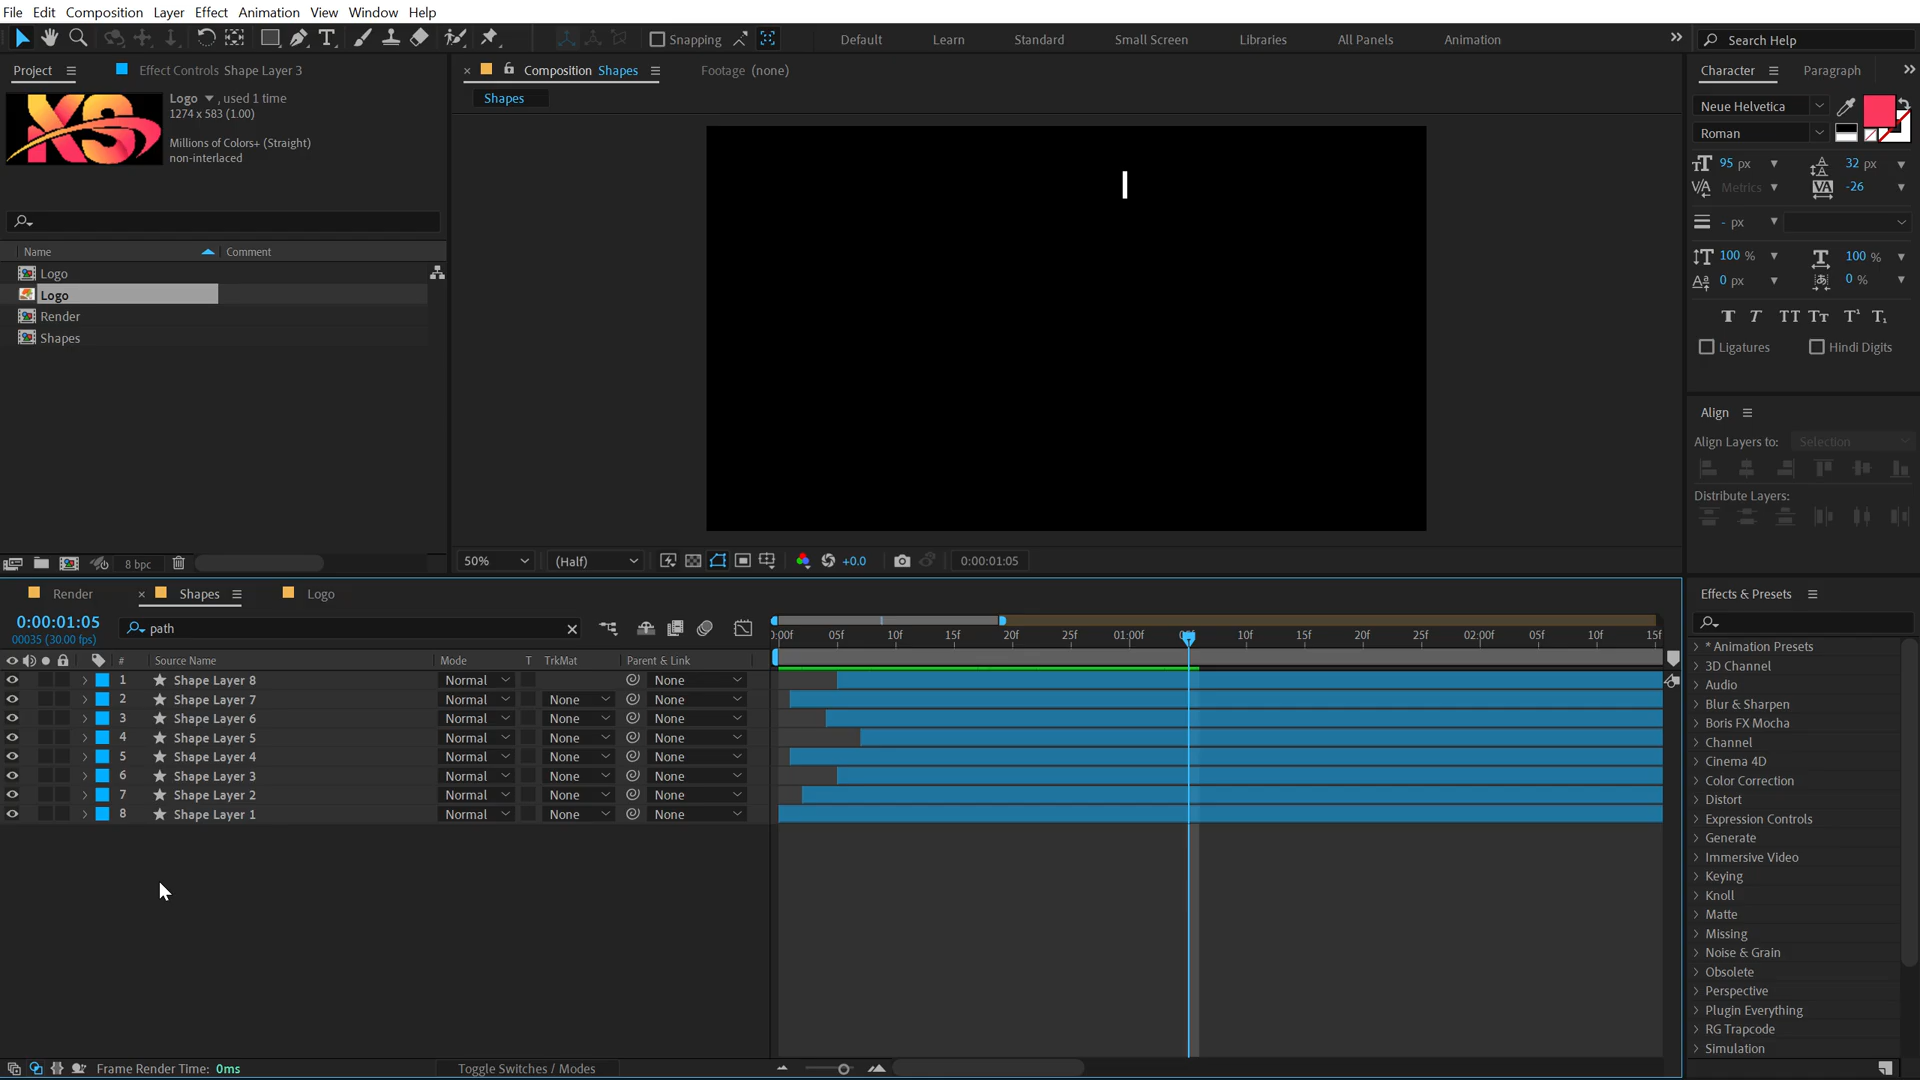 File Edit Composition Layer Effect Animation View Window Help
Snapping Default Learn Standard Small Screen Libraries All Panels Animation Search Help
Project Effect Controls Shape Layer 3
Composition Shapes Footage (none)
Character Paragraph
Logo , used 1 time
1274 x 583 (1.00)
Millions of Colors+ (Straight)
non-interlaced
Shapes
Neue Helvetica
Roman
95 px 32 px
Metrics -26
- px
100 % 100 %
0 px 0 %
Ligatures Hindi Digits
Name Comment
Logo
Logo
Render
Shapes
Align
Align Layers to: Selection
Distribute Layers:
8 bpc
50% (Half) +0.0 0:00:01:05
Render Shapes Logo
0:00:01:05
00035 (30.00 fps)
path
:00f 05f 10f 15f 20f 25f 01:00f 10f 15f 20f 25f 02:00f 05f 10f 15f
# Source Name Mode T TrkMat Parent & Link
1 Shape Layer 8 Normal None
2 Shape Layer 7 Normal None None
3 Shape Layer 6 Normal None None
4 Shape Layer 5 Normal None None
5 Shape Layer 4 Normal None None
6 Shape Layer 3 Normal None None
7 Shape Layer 2 Normal None None
8 Shape Layer 1 Normal None None
Effects & Presets
* Animation Presets
3D Channel
Audio
Blur & Sharpen
Boris FX Mocha
Channel
Cinema 4D
Color Correction
Distort
Expression Controls
Generate
Immersive Video
Keying
Knoll
Matte
Missing
Noise & Grain
Obsolete
Perspective
Plugin Everything
RG Trapcode
Simulation
Frame Render Time: 0ms Toggle Switches / Modes